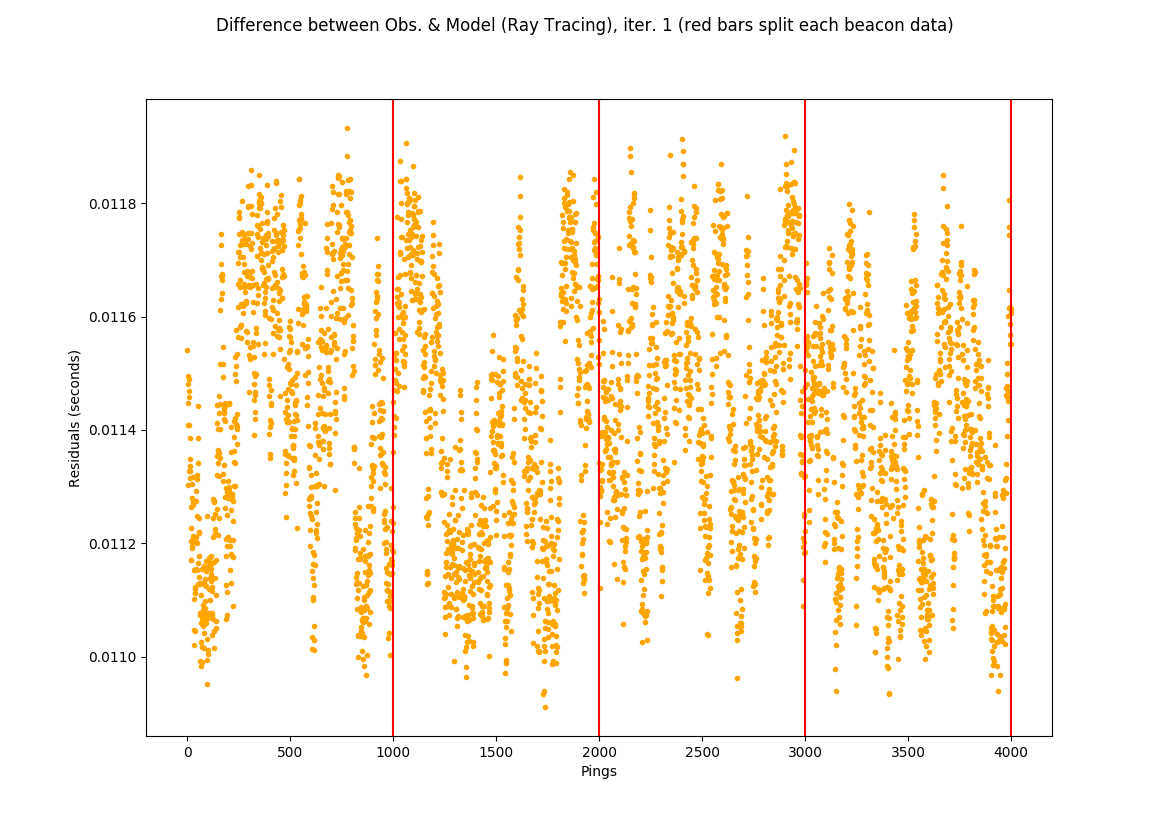 Difference between Obs. & Model (Ray Tracing), iter. 1 (red bars split each beacon data)
Residuals (seconds)
0.0118
0.0116
0.0114
0.0112
0.0110
0 500 1000 1500 2000 2500 3000 3500 4000
Pings